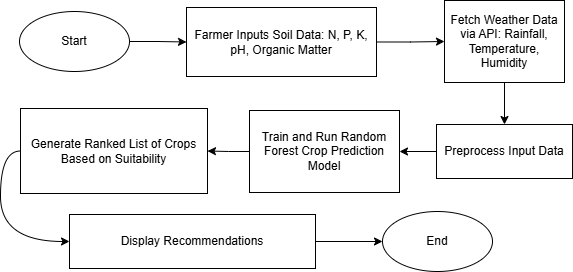 Start
Farmer Inputs Soil Data: N, P, K,
pH, Organic Matter
Fetch Weather Data
via API: Rainfall,
Temperature,
Humidity
Preprocess Input Data
Train and Run Random
Forest Crop Prediction
Model
Generate Ranked List of Crops
Based on Suitability
Display Recommendations
End